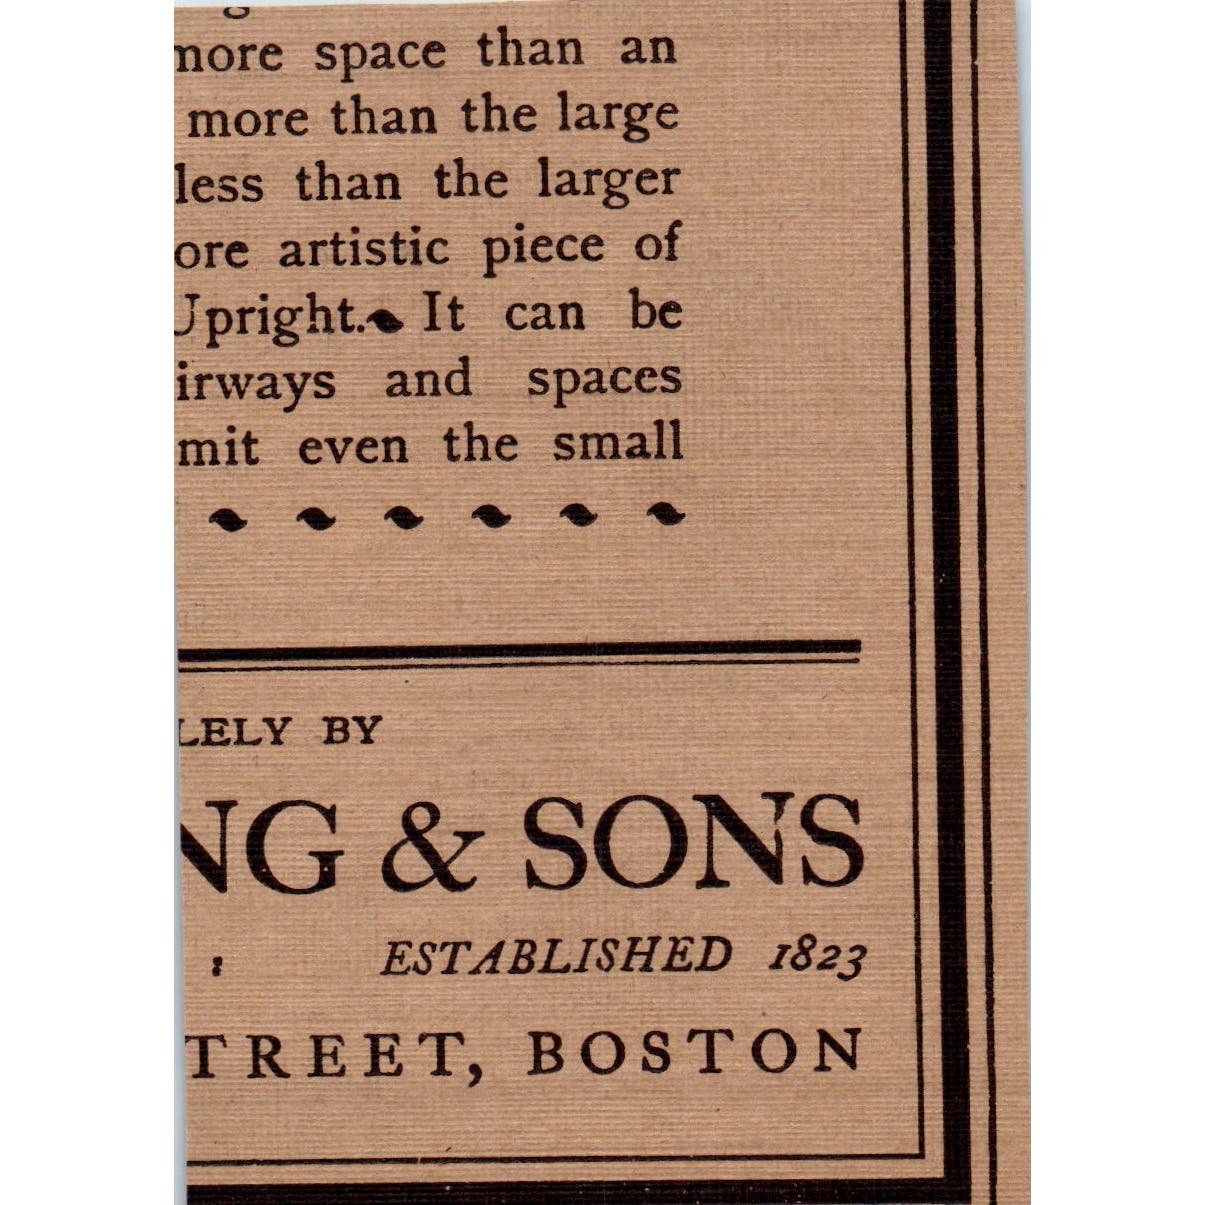 more space than an
more than the large
less than the larger
ore artistic piece of
Upright. It can be
irways and spaces
mit even the small
LELY BY
NG & SONS
: ESTABLISHED 1823
TREET, BOSTON